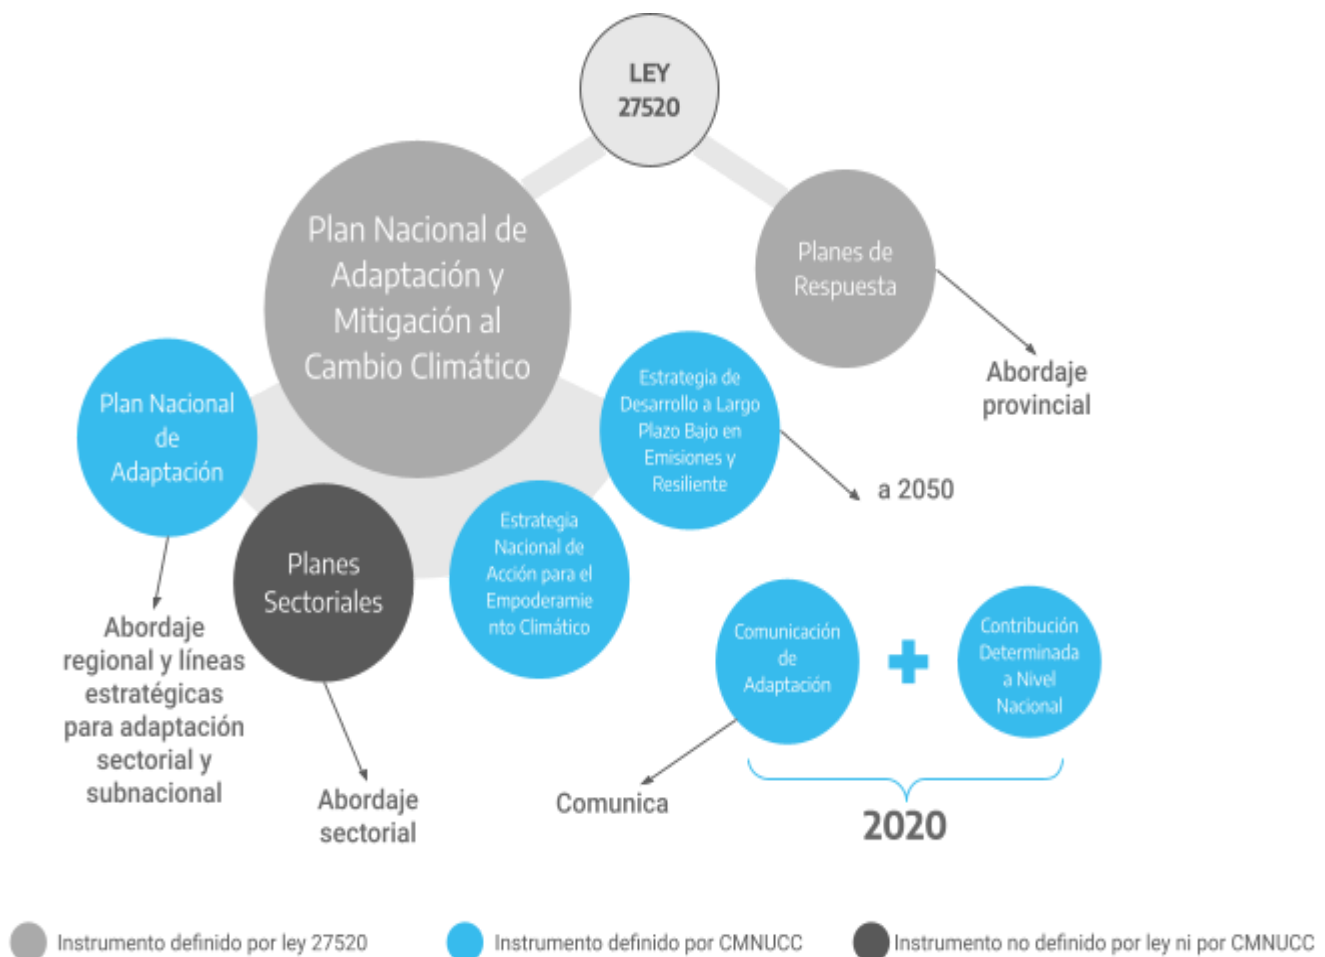 LEY
27520
Plan Nacional de
Adaptación y
Mitigación al
Cambio Climático
Planes de
Respuesta
Abordaje
provincial
Plan Nacional
de
Adaptación
Estrategia de
Desarrollo a Largo
Plazo Bajo en
Emisiones y
Resiliente
a 2050
Planes
Sectoriales
Estrategia
Nacional de
Acción para el
Empoderamie
nto Climático
Abordaje
regional y líneas
estratégicas
para adaptación
sectorial y
subnacional
Abordaje
sectorial
Comunicación
de
Adaptación
Contribución
Determinada
a Nivel
Nacional
Comunica
2020
Instrumento definido por ley 27520
Instrumento definido por CMNUCC
Instrumento no definido por ley ni por CMNUCC